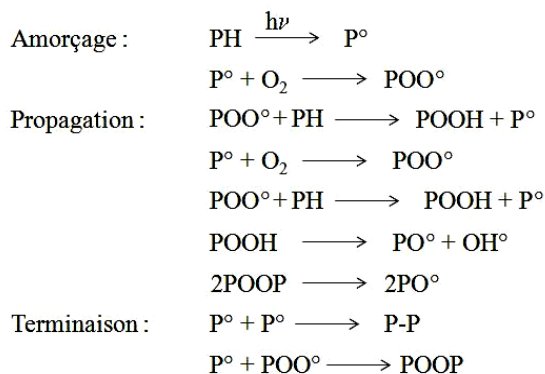 Amorçage : PH hν ⟶ P°
P° + O₂ ⟶ POO°
Propagation : POO° + PH ⟶ POOH + P°
P° + O₂ ⟶ POO°
POO° + PH ⟶ POOH + P°
POOH ⟶ PO° + OH°
2POOP ⟶ 2PO°
Terminaison : P° + P° ⟶ P-P
P° + POO° ⟶ POOP